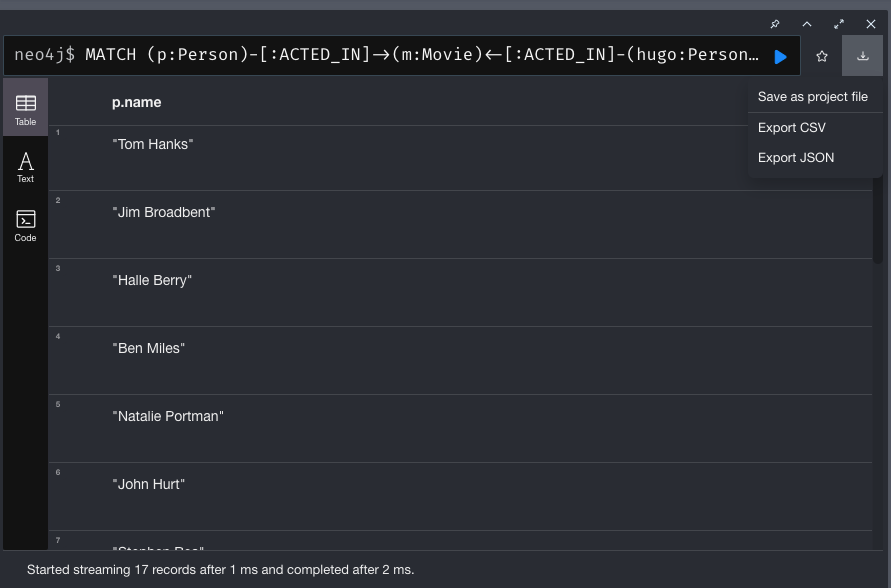 neo4j$ MATCH (p:Person)-[:ACTED_IN]->(m:Movie)<-[:ACTED_IN]-(hugo:Person…
Save as project file
Export CSV
Export JSON
Table
Text
Code
p.name
1
"Tom Hanks"
2
"Jim Broadbent"
3
"Halle Berry"
4
"Ben Miles"
5
"Natalie Portman"
6
"John Hurt"
7
"Stephen Rea"
Started streaming 17 records after 1 ms and completed after 2 ms.